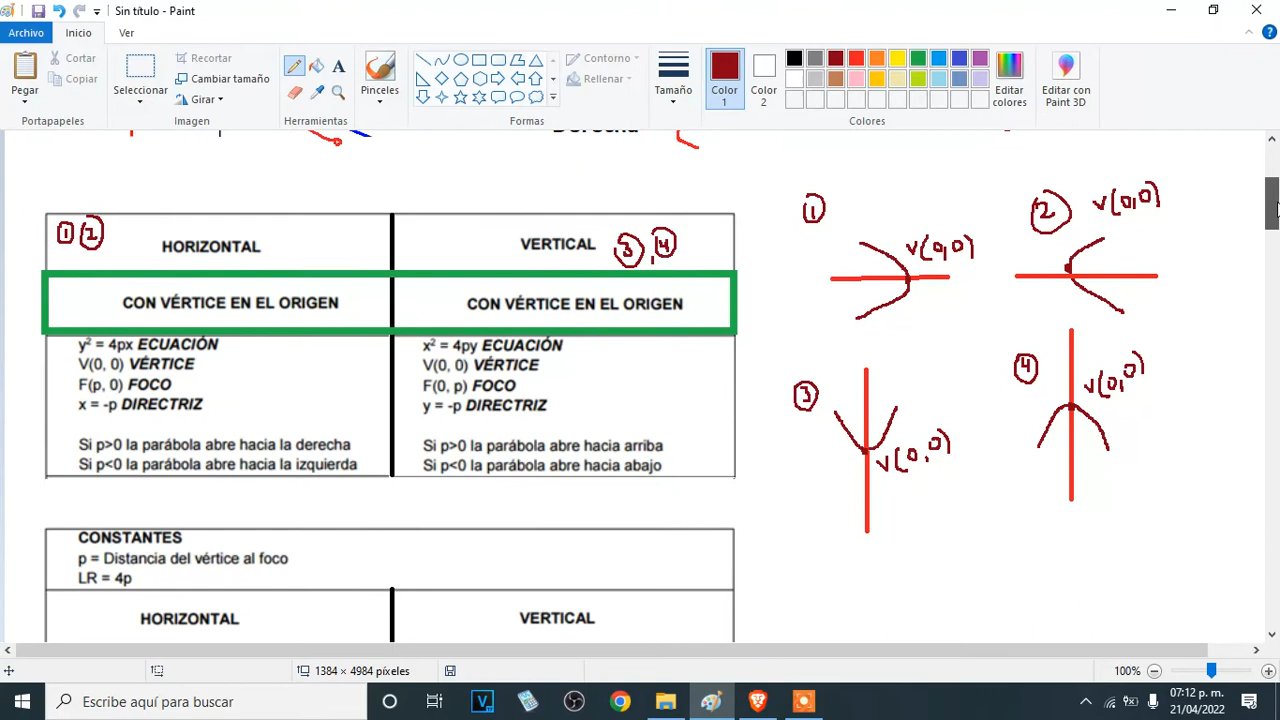 Sin título - Paint
Archivo
Inicio
Ver
Pegar
Cortar
Copiar
Portapapeles
Seleccionar
Recortar
Cambiar tamaño
Girar
Imagen
Herramientas
Pinceles
Contorno
Rellenar
Formas
Tamaño
Color 1
Color 2
Editar colores
Colores
Editar con Paint 3D
Derecha
① ②
HORIZONTAL
VERTICAL
③, ④
CON VÉRTICE EN EL ORIGEN
CON VÉRTICE EN EL ORIGEN
y² = 4px ECUACIÓN
V(0, 0) VÉRTICE
F(p, 0) FOCO
x = -p DIRECTRIZ
Si p>0 la parábola abre hacia la derecha
Si p<0 la parábola abre hacia la izquierda
x² = 4py ECUACIÓN
V(0, 0) VÉRTICE
F(0, p) FOCO
y = -p DIRECTRIZ
Si p>0 la parábola abre hacia arriba
Si p<0 la parábola abre hacia abajo
①
V(0,0)
②
V(0,0)
③
V(0,0)
④
V(0,0)
CONSTANTES
p = Distancia del vértice al foco
LR = 4p
HORIZONTAL
VERTICAL
1384 × 4984 píxeles
100%
Escribe aquí para buscar
07:12 p. m.
21/04/2022